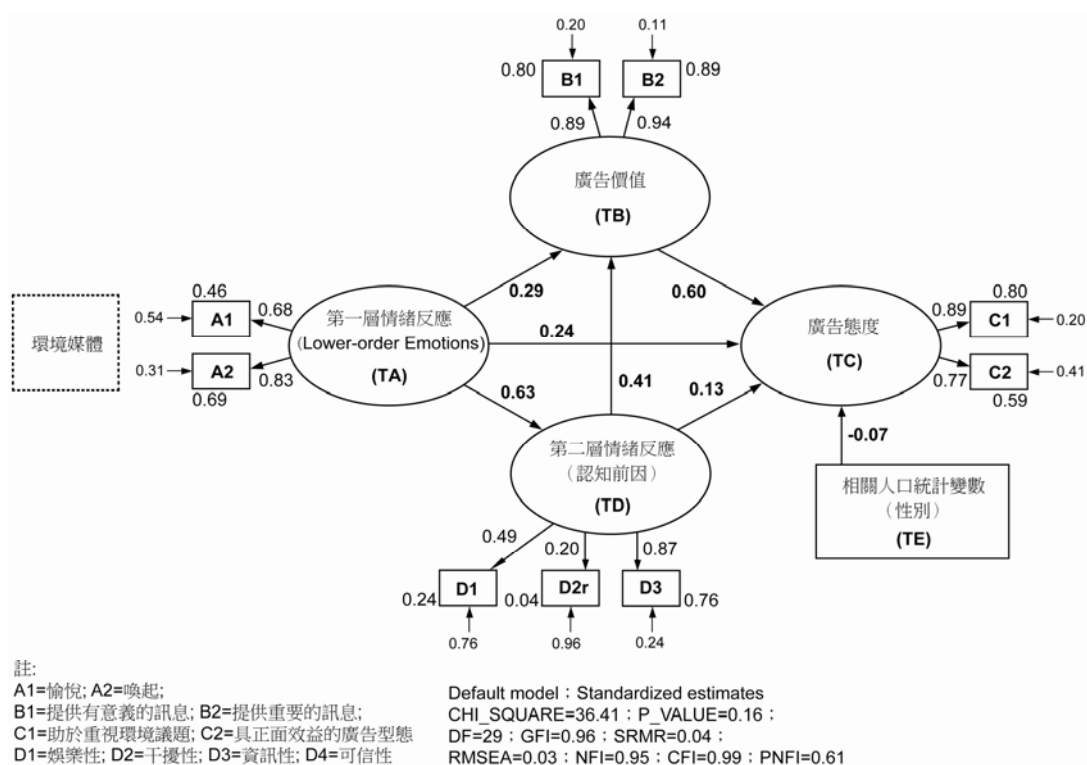 0.20
0.11
0.80
B1
B2
0.89
0.89
0.94
廣告價值
(TB)
0.29
0.60
環境媒體
0.46
0.54
A1
0.68
0.31
A2
0.83
0.69
第一層情緒反應
(Lower-order Emotions)
(TA)
0.24
廣告態度
(TC)
0.80
0.89
C1
0.20
0.77
C2
0.41
0.59
0.63
0.41
0.13
-0.07
第二層情緒反應
(認知前因)
(TD)
相關人口統計變數
(性別)
(TE)
0.49
0.20
0.87
0.24
D1
0.04
D2r
D3
0.76
0.76
0.96
0.24
註:
A1=愉悅; A2=喚起;
B1=提供有意義的訊息; B2=提供重要的訊息;
C1=助於重視環境議題; C2=具正面效益的廣告型態
D1=娛樂性; D2=干擾性; D3=資訊性; D4=可信性
Default model：Standardized estimates
CHI_SQUARE=36.41；P_VALUE=0.16；
DF=29；GFI=0.96；SRMR=0.04；
RMSEA=0.03；NFI=0.95；CFI=0.99；PNFI=0.61